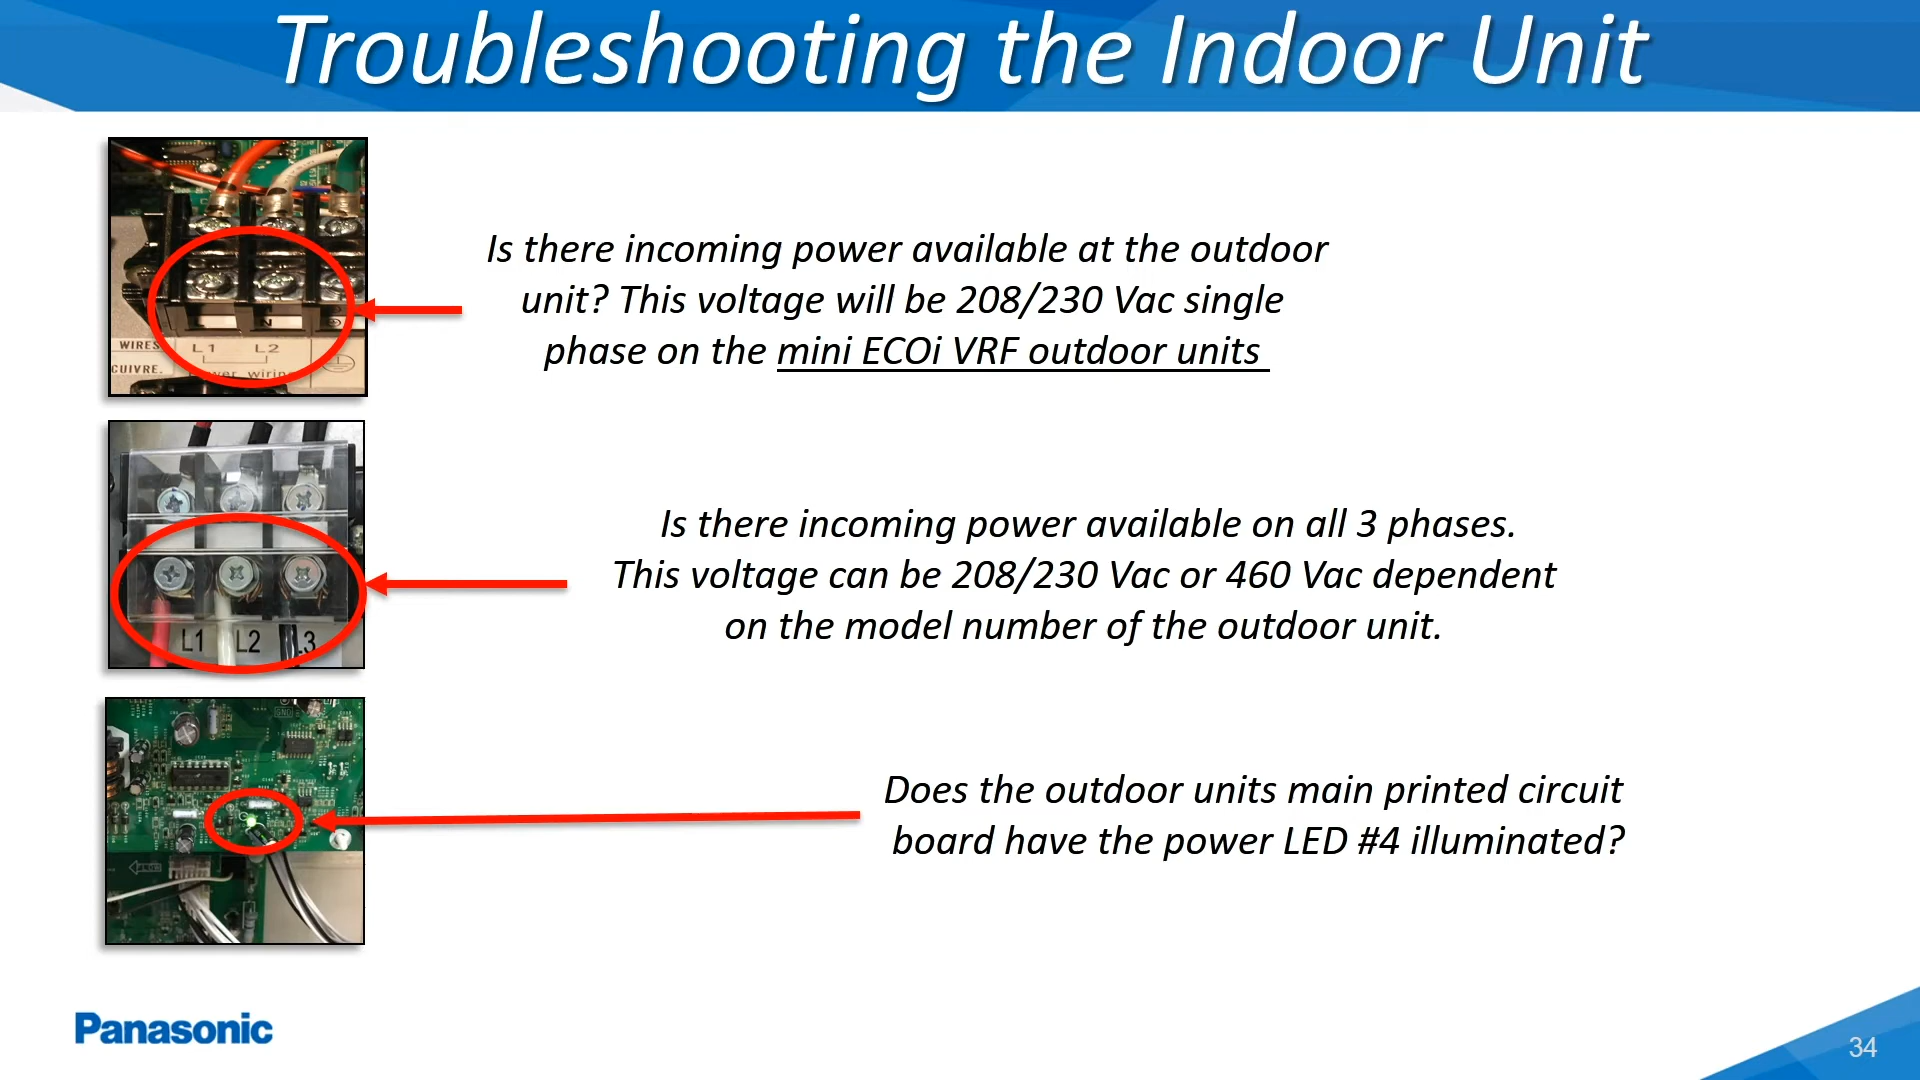 Troubleshooting the Indoor Unit
Is there incoming power available at the outdoor
unit? This voltage will be 208/230 Vac single
phase on the mini ECOi VRF outdoor units
WIRES
L1 L2
CUIVRE.
N
Is there incoming power available on all 3 phases.
This voltage can be 208/230 Vac or 460 Vac dependent
on the model number of the outdoor unit.
L1 L2
Does the outdoor units main printed circuit
board have the power LED #4 illuminated?
GND
Panasonic
34